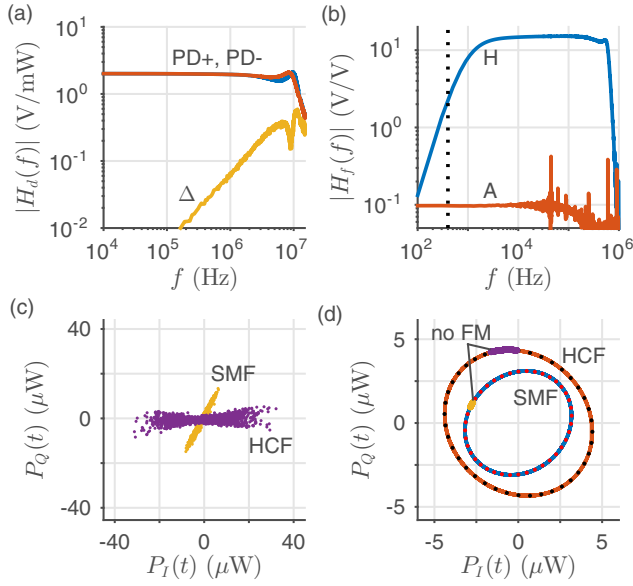 (a)
(b)
|H_d(f)| (V/mW)
10^1
10^0
10^-1
10^-2
PD+, PD-
Δ
10^4 10^5 10^6 10^7
f (Hz)
|H_f(f)| (V/V)
10^1
10^0
10^-1
H
A
10^2 10^4 10^6
f (Hz)
(c)
(d)
P_Q(t) (μW)
40
0
-40
SMF
HCF
-40 0 40
P_I(t) (μW)
P_Q(t) (μW)
5
0
-5
no FM
HCF
SMF
-5 0 5
P_I(t) (μW)